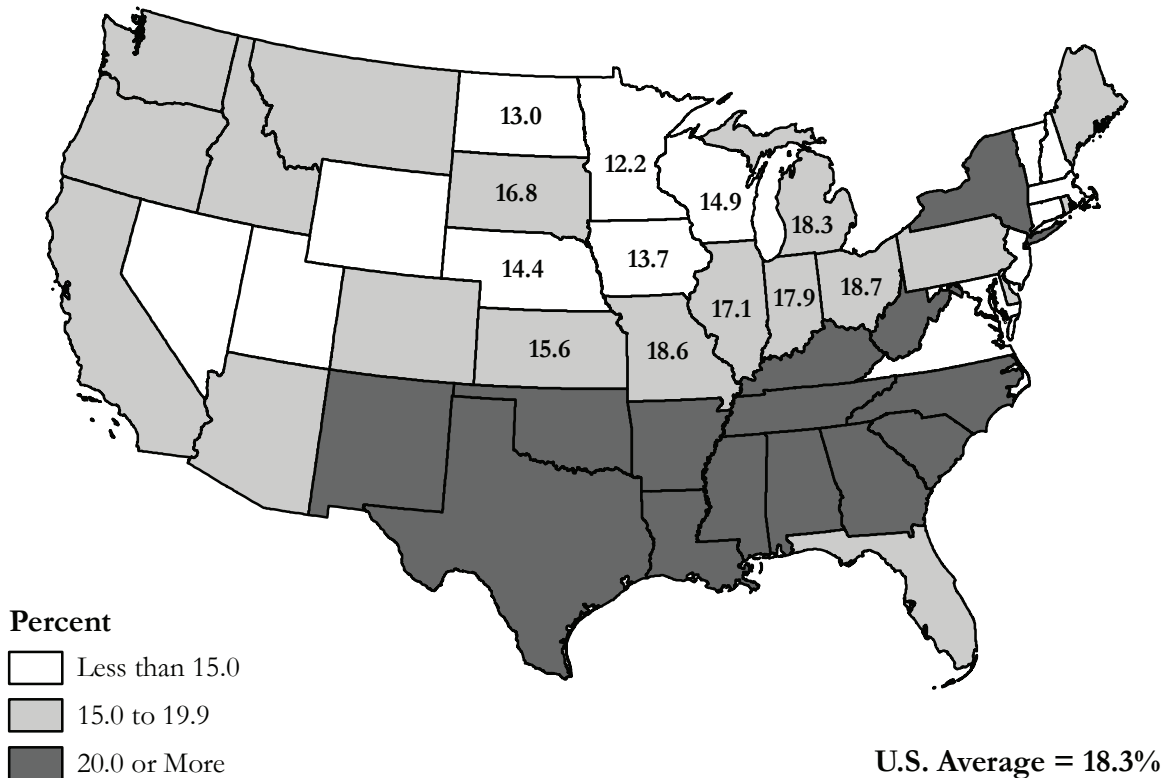 13.0
12.2
16.8
14.9
18.3
14.4
13.7
17.1
17.9
18.7
15.6
18.6
Percent
Less than 15.0
15.0 to 19.9
20.0 or More
U.S. Average = 18.3%